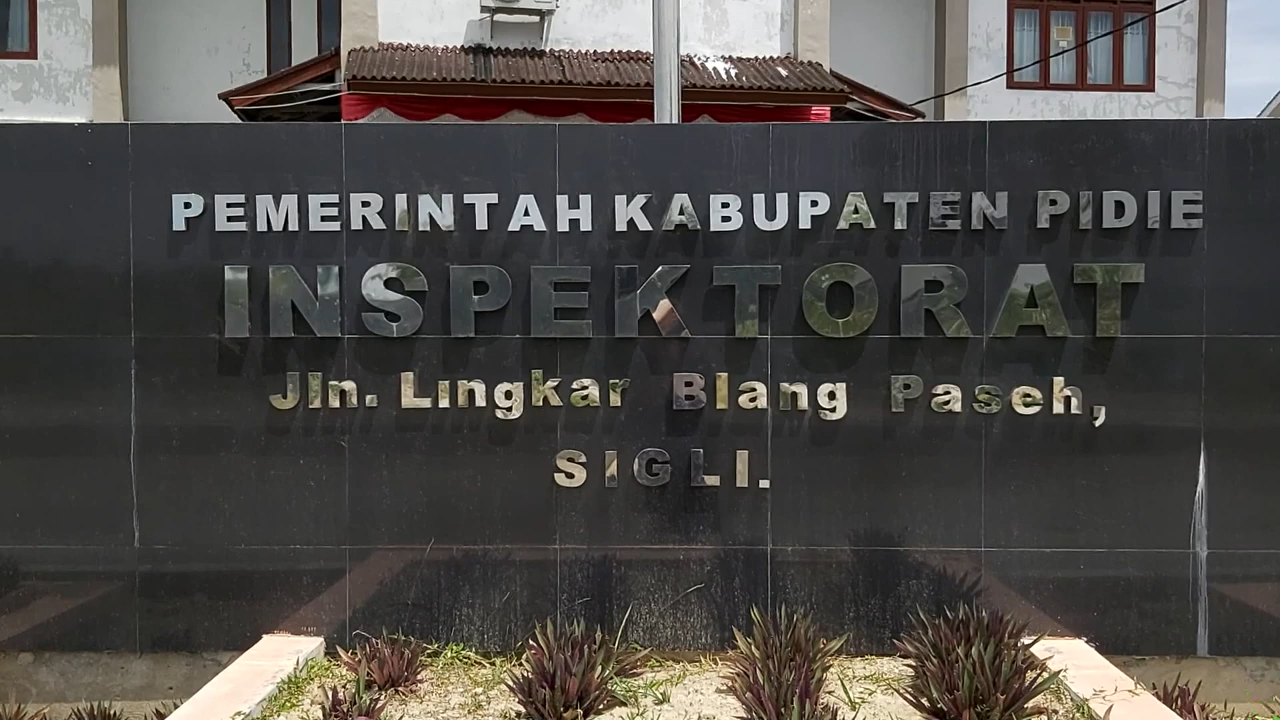 PEMERINTAH KABUPATEN PIDIE
INSPEKTORAT
Jln. Lingkar Blang Paseh,
SIGLI.